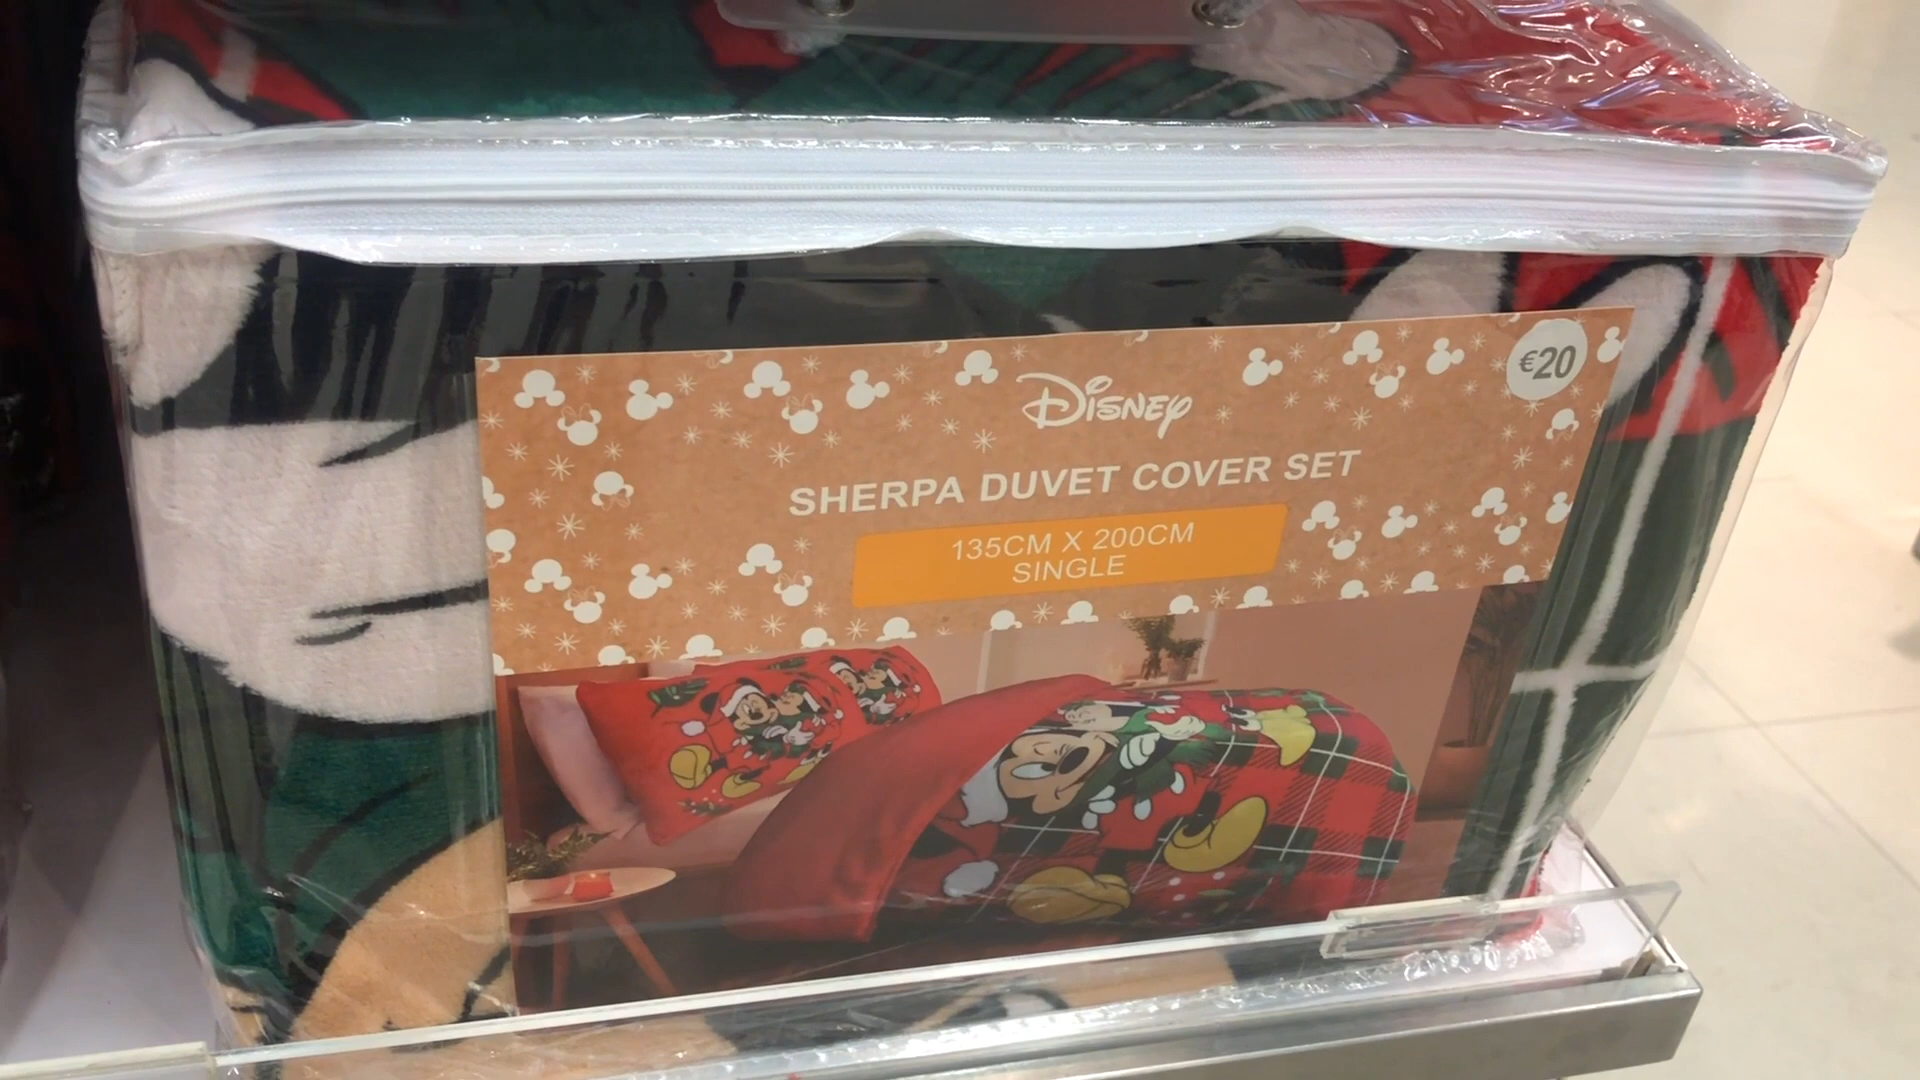 €20
Disney
SHERPA DUVET COVER SET
135CM X 200CM
SINGLE